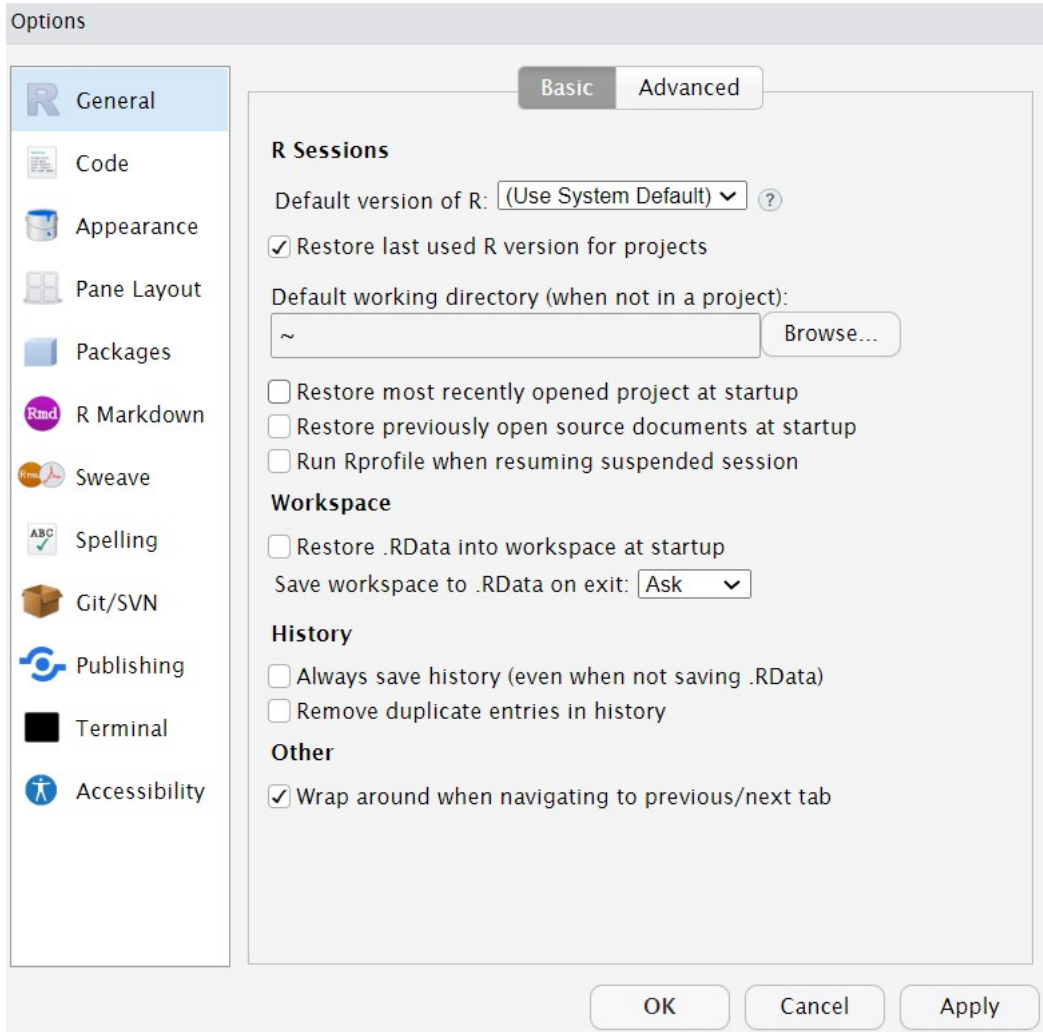 Options
General
Code
Appearance
Pane Layout
Packages
Rmd R Markdown
Rnw Sweave
ABC Spelling
Git/SVN
Publishing
Terminal
Accessibility
Basic Advanced
R Sessions
Default version of R: (Use System Default) ?
Restore last used R version for projects
Default working directory (when not in a project):
~ Browse...
Restore most recently opened project at startup
Restore previously open source documents at startup
Run Rprofile when resuming suspended session
Workspace
Restore .RData into workspace at startup
Save workspace to .RData on exit: Ask
History
Always save history (even when not saving .RData)
Remove duplicate entries in history
Other
Wrap around when navigating to previous/next tab
OK Cancel Apply